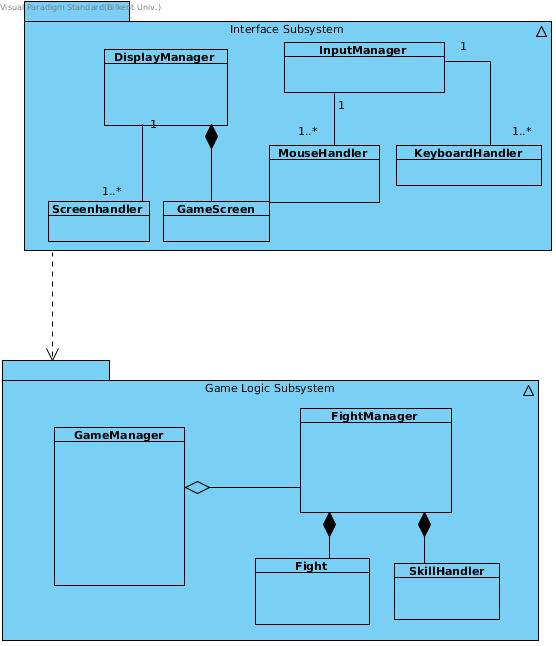 Visual Paradigm Standard(Bilkent Univ.)
Interface Subsystem
DisplayManager
InputManager
1
1
1
1..*
1..*
MouseHandler
KeyboardHandler
1..*
Screenhandler
GameScreen
Game Logic Subsystem
FightManager
GameManager
Fight
SkillHandler